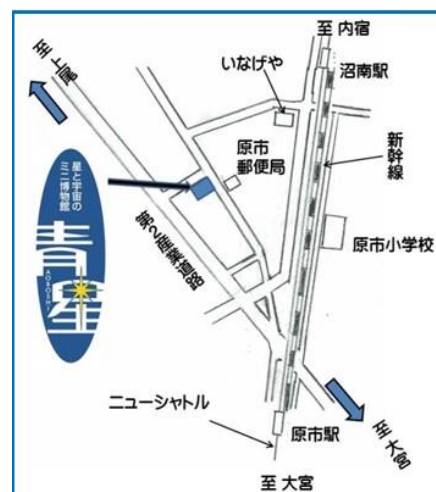 至 内宿
至 上尾
沼南駅
いなげや
新幹線
原市
郵便局
星と宇宙の
ミニ博物館
青星
AOBOSHI
第2産業道路
原市小学校
ニューシャトル
原市駅
至 大宮
至 大宮